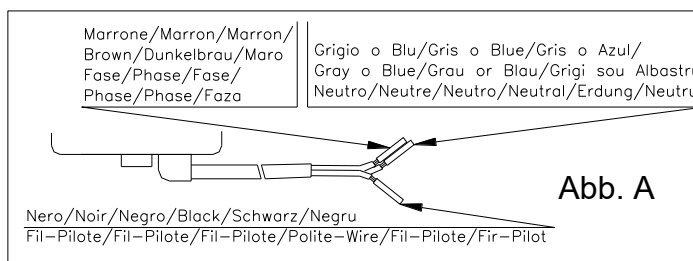 Marrone/Marron/Marron/
Brown/Dunkelbrau/Maro
Fase/Phase/Fase/
Phase/Phase/Faza
Grigio o Blu/Gris o Blue/Gris o Azul/
Gray o Blue/Grau or Blau/Grigi sou Albastru
Neutro/Neutre/Neutro/Neutral/Erdung/Neutru
Abb. A
Nero/Noir/Negro/Black/Schwarz/Negru
Fil-Pilote/Fil-Pilote/Fil-Pilote/Polite-Wire/Fil-Pilote/Fir-Pilot